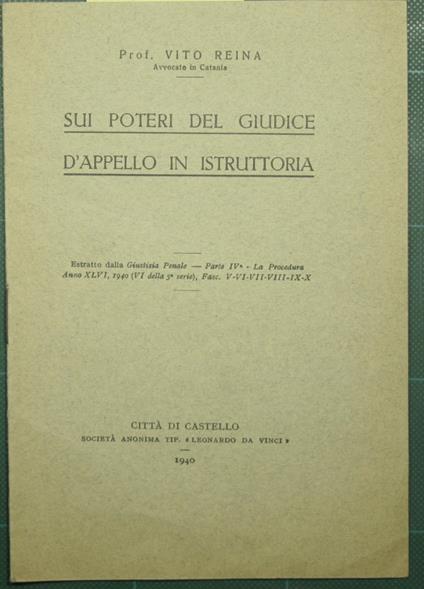 Prof. VITO REINA
Avvocato in Catania
SUI POTERI DEL GIUDICE
D'APPELLO IN ISTRUTTORIA
Estratto dalla Giustizia Penale — Parte IVª - La Procedura
Anno XLVI, 1940 (VI della 5ª serie), Fasc. V-VI-VII-VIII-IX-X
CITTÀ DI CASTELLO
SOCIETÀ ANONIMA TIP. «LEONARDO DA VINCI»
1940